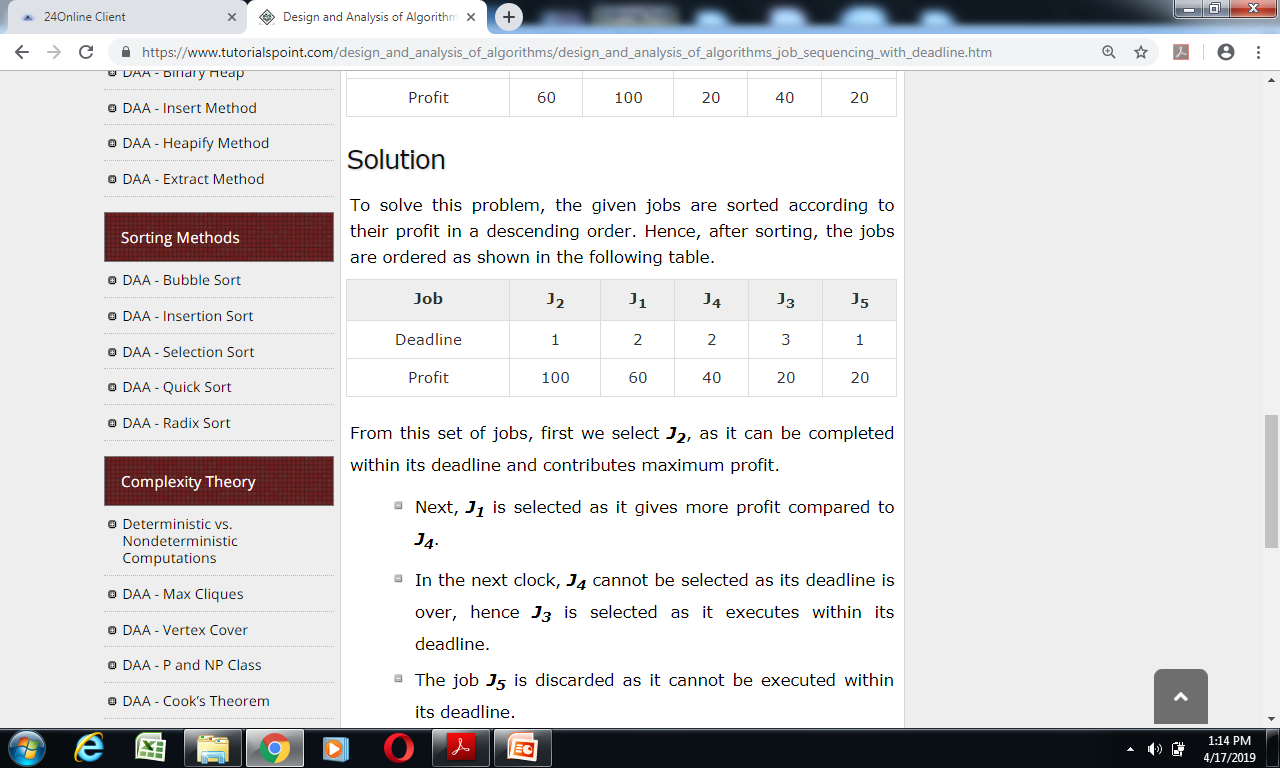 24Online Client
Design and Analysis of Algorithm
https://www.tutorialspoint.com/design_and_analysis_of_algorithms/design_and_analysis_of_algorithms_job_sequencing_with_deadline.htm
DAA - Binary Heap
DAA - Insert Method
DAA - Heapify Method
DAA - Extract Method
Sorting Methods
DAA - Bubble Sort
DAA - Insertion Sort
DAA - Selection Sort
DAA - Quick Sort
DAA - Radix Sort
Complexity Theory
Deterministic vs.
Nondeterministic
Computations
DAA - Max Cliques
DAA - Vertex Cover
DAA - P and NP Class
DAA - Cook's Theorem
Profit 60 100 20 40 20
Solution
To solve this problem, the given jobs are sorted according to
their profit in a descending order. Hence, after sorting, the jobs
are ordered as shown in the following table.
Job J2 J1 J4 J3 J5
Deadline 1 2 2 3 1
Profit 100 60 40 20 20
From this set of jobs, first we select J2, as it can be completed
within its deadline and contributes maximum profit.
Next, J1 is selected as it gives more profit compared to
J4.
In the next clock, J4 cannot be selected as its deadline is
over, hence J3 is selected as it executes within its
deadline.
The job J5 is discarded as it cannot be executed within
its deadline.
1:14 PM
4/17/2019